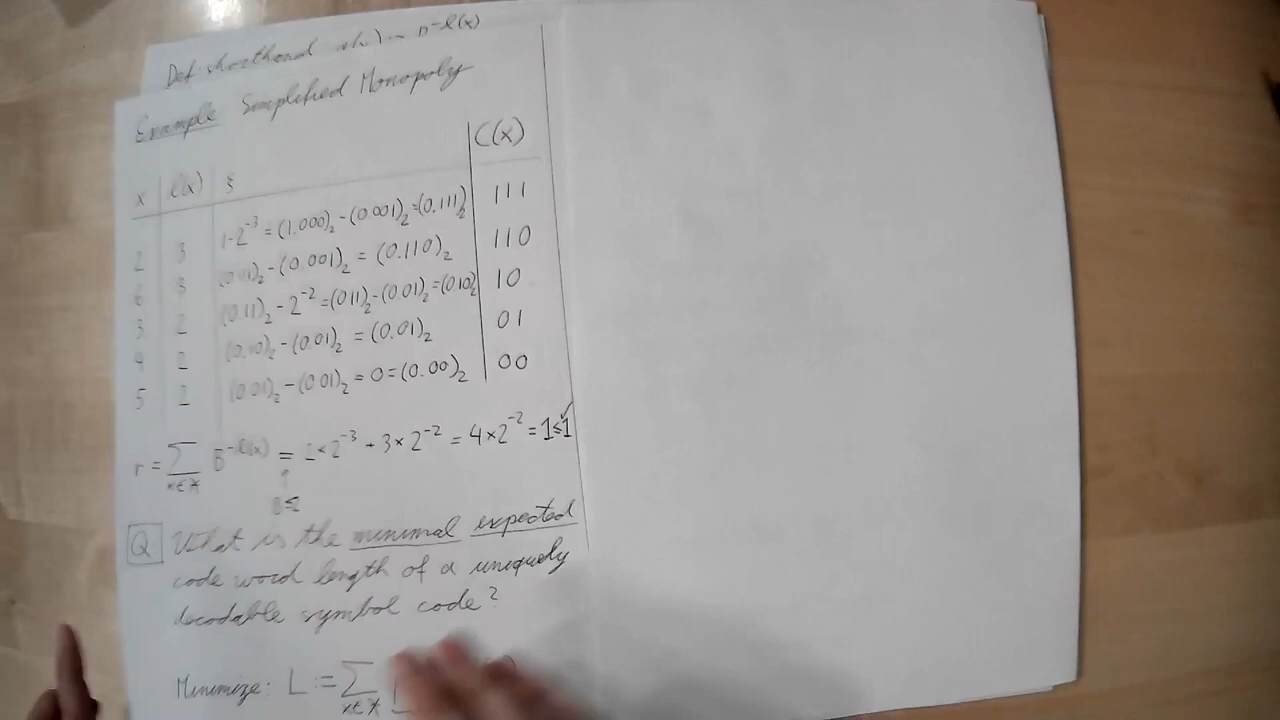 Def shorthand
Example Simplified Monopoly
x | ℓ(x) | ξ | C(x)
2 | 3 | 1-2^{-3} = (1.000)_2 - (0.001)_2 = (0.111)_2 | 111
6 | 3 | (0.111)_2 - (0.001)_2 = (0.110)_2 | 110
3 | 2 | (0.11)_2 - 2^{-2} = (0.11)_2 - (0.01)_2 = (0.10)_2 | 10
4 | 2 | (0.10)_2 - (0.01)_2 = (0.01)_2 | 01
5 | 2 | (0.01)_2 - (0.01)_2 = 0 = (0.00)_2 | 00
r = Σ_{x∈𝔛} B^{-ℓ(x)} = 2×2^{-3} + 3×2^{-2} = 4×2^{-2} = 1 ≤ 1 ✓
↑
B=2
Q What is the minimal expected
code word length of a uniquely
decodable symbol code?
Minimize: L := Σ_{x∈𝔛}